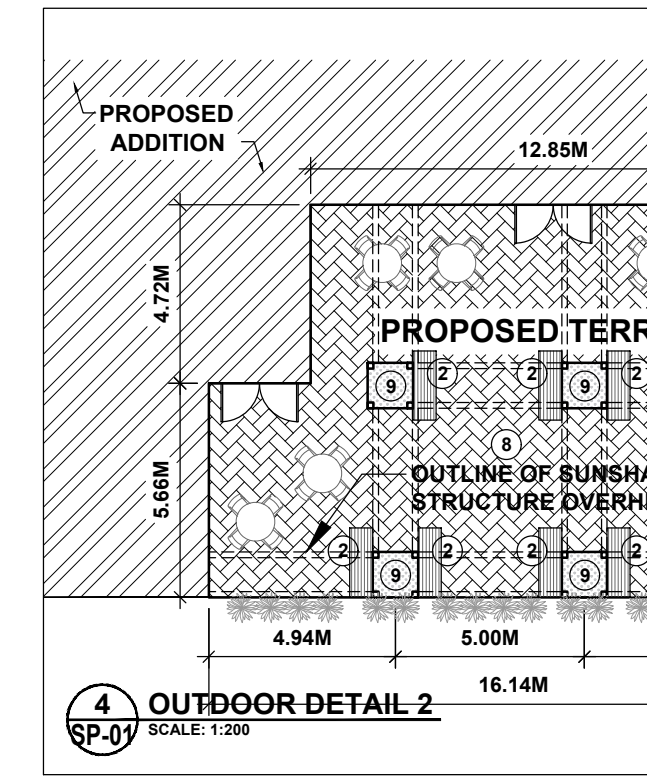 PROPOSED
ADDITION
12.85M
4.72M
PROPOSED TERR
9
2
2
9
2
8
OUTLINE OF SUNSHA
STRUCTURE OVERH
5.66M
2
9
2
2
9
2
4.94M
5.00M
16.14M
4
SP-01
OUTDOOR DETAIL 2
SCALE: 1:200